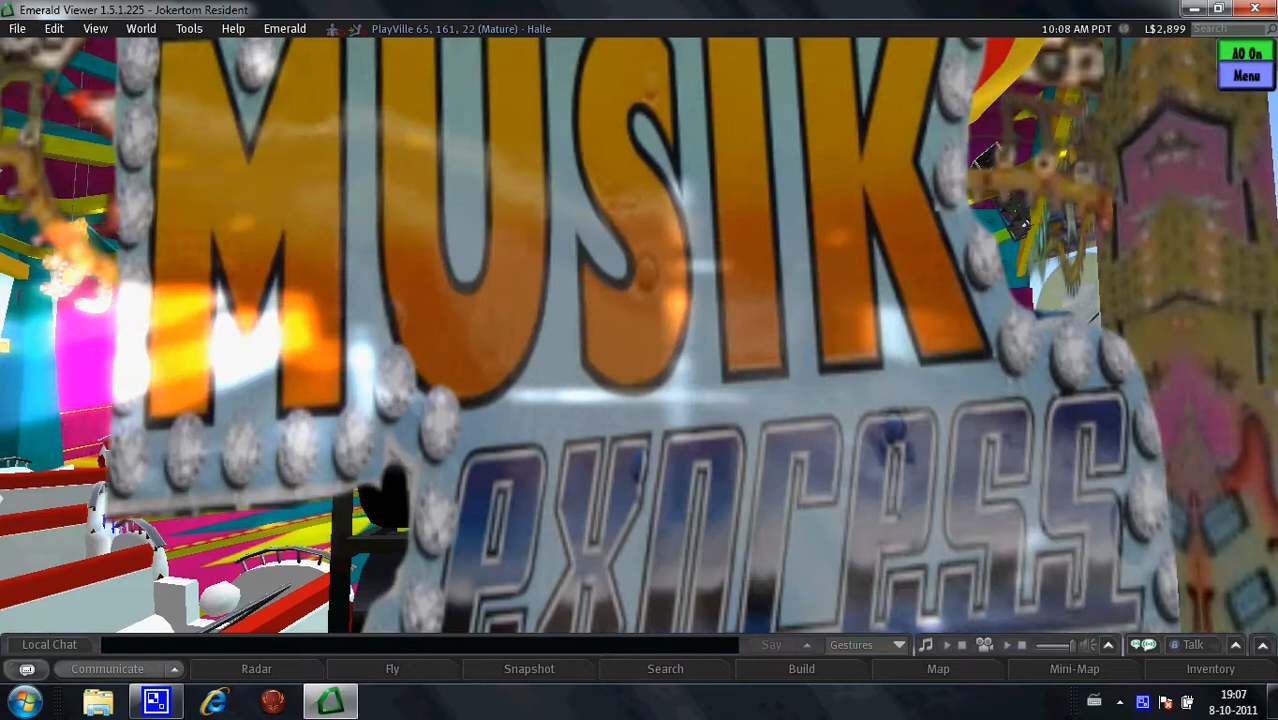 Emerald Viewer 1.5.1.225 - Jokertom Resident
File Edit View World Tools Help Emerald PlayVille 65, 161, 22 (Mature) - Halle 10:08 AM PDT L$2,899 Search
AO On
Menu
MUSIK
express
Local Chat Say Gestures Talk
Communicate Radar Fly Snapshot Search Build Map Mini-Map Inventory
19:07
8-10-2011